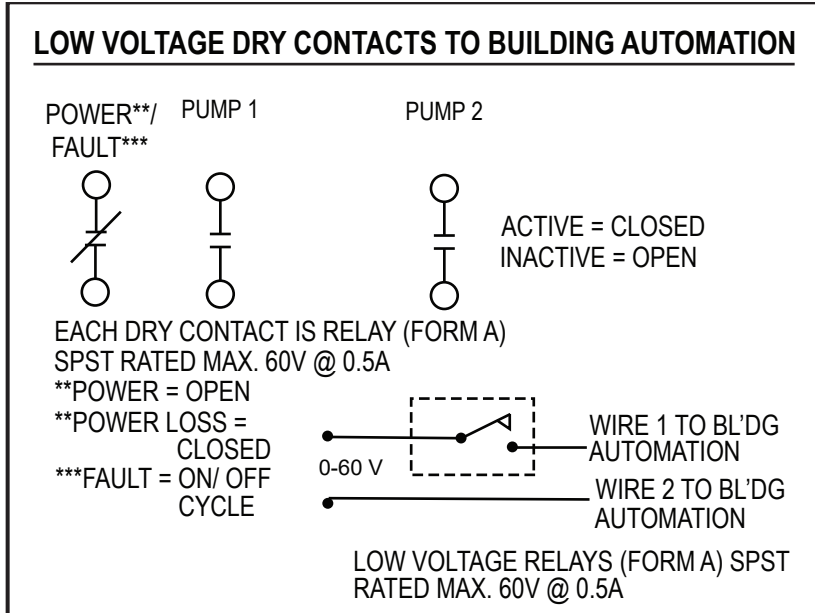 LOW VOLTAGE DRY CONTACTS TO BUILDING AUTOMATION
POWER**/
FAULT***
PUMP 1
PUMP 2
ACTIVE = CLOSED
INACTIVE = OPEN
EACH DRY CONTACT IS RELAY (FORM A)
SPST RATED MAX. 60V @ 0.5A
**POWER = OPEN
**POWER LOSS =
CLOSED
***FAULT = ON/ OFF
CYCLE
0-60 V
WIRE 1 TO BL'DG
AUTOMATION
WIRE 2 TO BL'DG
AUTOMATION
LOW VOLTAGE RELAYS (FORM A) SPST
RATED MAX. 60V @ 0.5A